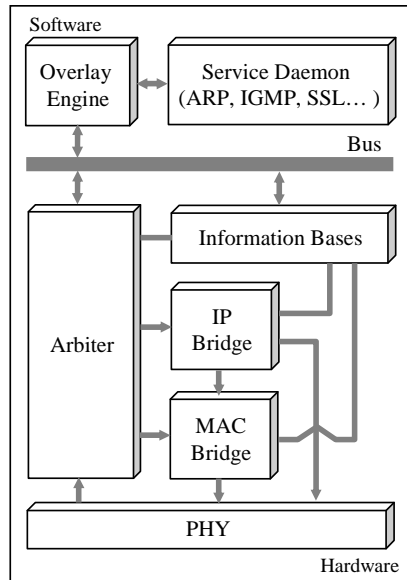 Software
Overlay
Engine
Service Daemon
(ARP, IGMP, SSL… )
Bus
Information Bases
Arbiter
IP
Bridge
MAC
Bridge
PHY
Hardware